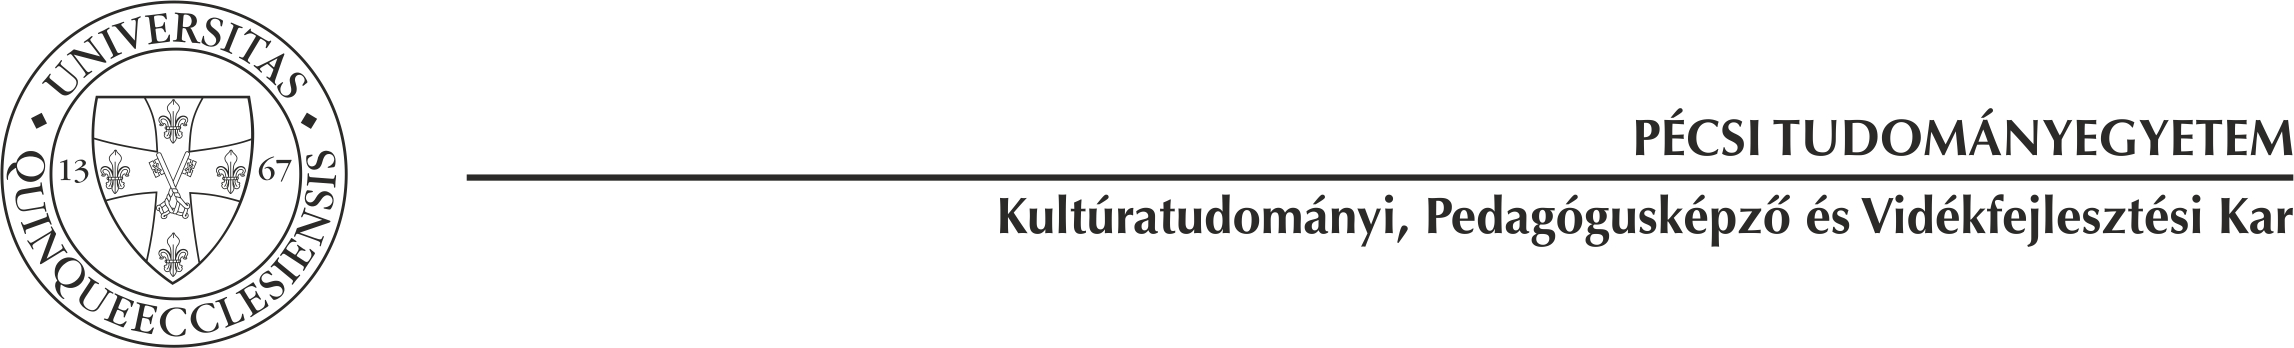 UNIVERSITAS
QUINQUEECCLESIENSIS
13 67
PÉCSI TUDOMÁNYEGYETEM
Kultúratudományi, Pedagógusképző és Vidékfejlesztési Kar